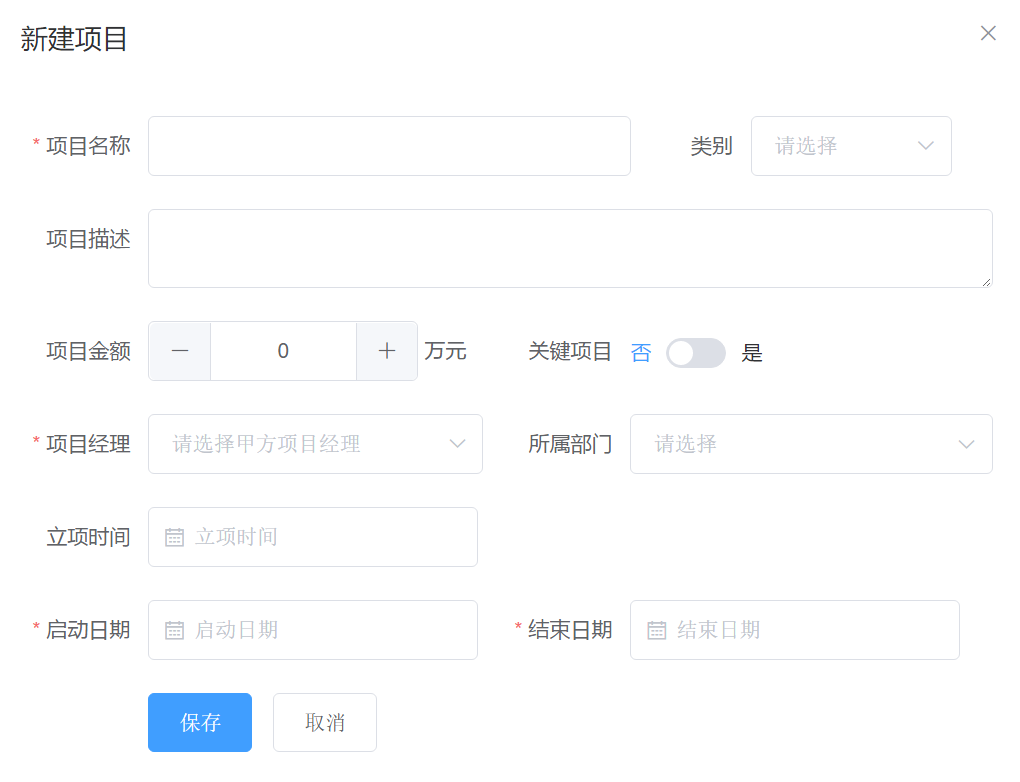 新建项目
* 项目名称 类别 请选择
项目描述
项目金额 — 0 + 万元 关键项目 否 是
* 项目经理 请选择甲方项目经理 所属部门 请选择
立项时间 立项时间
* 启动日期 启动日期 * 结束日期 结束日期
保存 取消